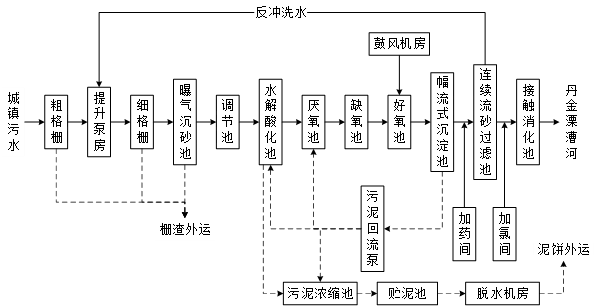 反冲洗水
鼓风机房
城镇污水
粗格栅
提升泵房
细格栅
曝气沉砂池
调节池
水解酸化池
厌氧池
缺氧池
好氧池
幅流式沉淀池
连续流砂过滤池
接触消化池
丹金溧漕河
栅渣外运
污泥回流泵
加药间
加氯间
泥饼外运
污泥浓缩池
贮泥池
脱水机房